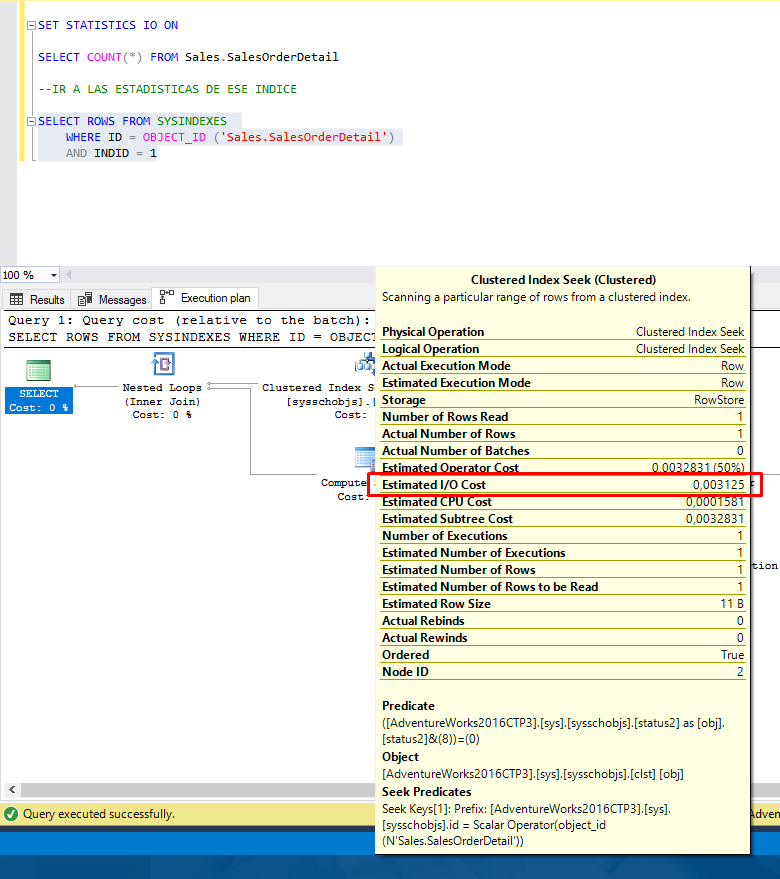 SET STATISTICS IO ON
SELECT COUNT(*) FROM Sales.SalesOrderDetail
--IR A LAS ESTADISTICAS DE ESE INDICE
SELECT ROWS FROM SYSINDEXES
WHERE ID = OBJECT_ID ('Sales.SalesOrderDetail')
AND INDID = 1
100 %
Results Messages Execution plan
Query 1: Query cost (relative to the batch):
SELECT ROWS FROM SYSINDEXES WHERE ID = OBJECT
SELECT
Cost: 0 %
Nested Loops
(Inner Join)
Cost: 0 %
Clustered Index S
[sysschobjs].[
Cost:
Compute
Cost:
tion
Clustered Index Seek (Clustered)
Scanning a particular range of rows from a clustered index.
Physical Operation Clustered Index Seek
Logical Operation Clustered Index Seek
Actual Execution Mode Row
Estimated Execution Mode Row
Storage RowStore
Number of Rows Read 1
Actual Number of Rows 1
Actual Number of Batches 0
Estimated Operator Cost 0,0032831 (50%)
Estimated I/O Cost 0,003125
Estimated CPU Cost 0,0001581
Estimated Subtree Cost 0,0032831
Number of Executions 1
Estimated Number of Executions 1
Estimated Number of Rows 1
Estimated Number of Rows to be Read 1
Estimated Row Size 11 B
Actual Rebinds 0
Actual Rewinds 0
Ordered True
Node ID 2
Predicate
([AdventureWorks2016CTP3].[sys].[sysschobjs].[status2] as [obj].
[status2]&(8))=(0)
Object
[AdventureWorks2016CTP3].[sys].[sysschobjs].[clst] [obj]
Seek Predicates
Seek Keys[1]: Prefix: [AdventureWorks2016CTP3].[sys].
[sysschobjs].id = Scalar Operator(object_id
(N'Sales.SalesOrderDetail'))
Query executed successfully.
Adven